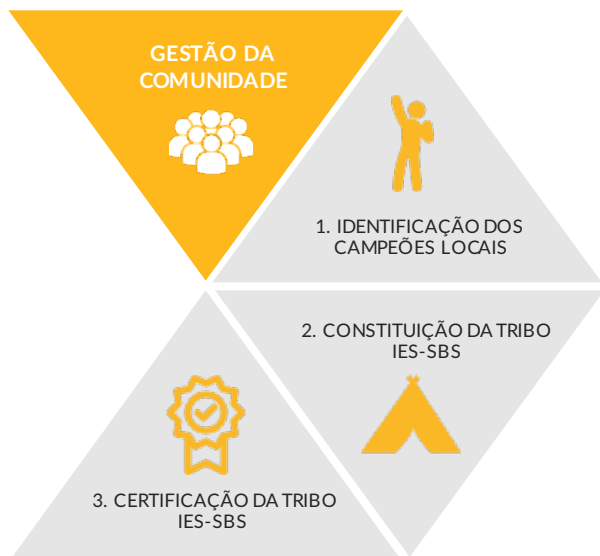 GESTÃO DA
COMUNIDADE
1. IDENTIFICAÇÃO DOS
CAMPEÕES LOCAIS
2. CONSTITUIÇÃO DA TRIBO
IES-SBS
3. CERTIFICAÇÃO DA TRIBO
IES-SBS